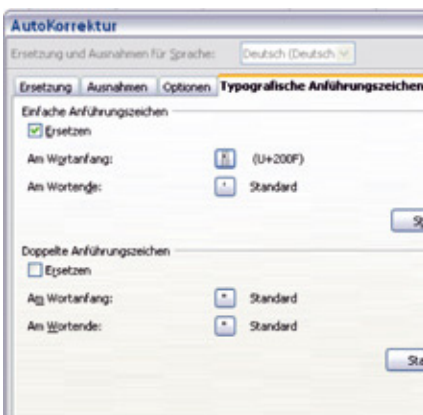 AutoKorrektur
Ersetzung und Ausnahmen für Sprache: Deutsch (Deutsch
Ersetzung Ausnahmen Optionen Typografische Anführungszeichen
Einfache Anführungszeichen
Ersetzen
Am Wortanfang: (U+200F)
Am Wortende: ' Standard
Doppelte Anführungszeichen
Ersetzen
Am Wortanfang: " Standard
Am Wortende: " Standard
Sta